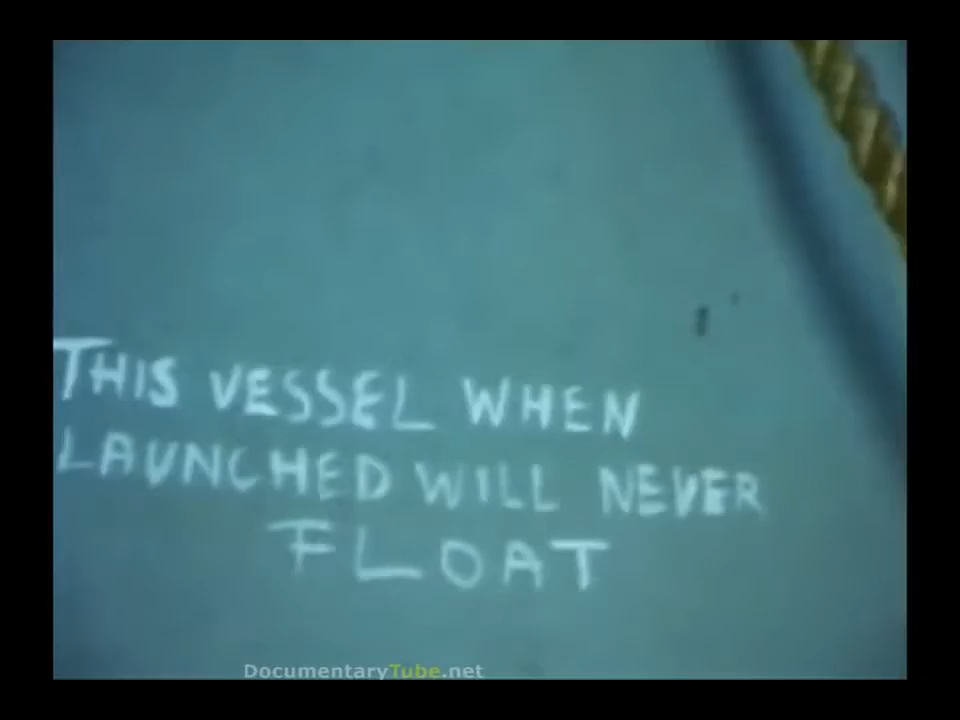 THIS VESSEL WHEN
LAUNCHED WILL NEVER
FLOAT
DocumentaryTube.net